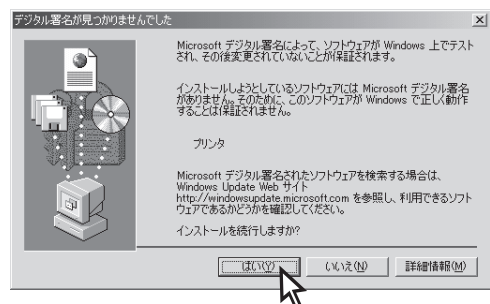 デジタル署名が見つかりませんでした
Microsoft デジタル署名によって、ソフトウェアが Windows 上でテスト
され、その後変更されていないことが保証されます。
インストールしようとしているソフトウェアには Microsoft デジタル署名
がありません。そのために、このソフトウェアが Windows で正しく動作
することは保証されません。
プリンタ
Microsoft デジタル署名されたソフトウェアを検索する場合は、
Windows Update Web サイト
http://windowsupdate.microsoft.com を参照し、利用できるソフト
ウェアであるかどうかを確認してください。
インストールを続行しますか?
はい(Y) いいえ(N) 詳細情報(M)